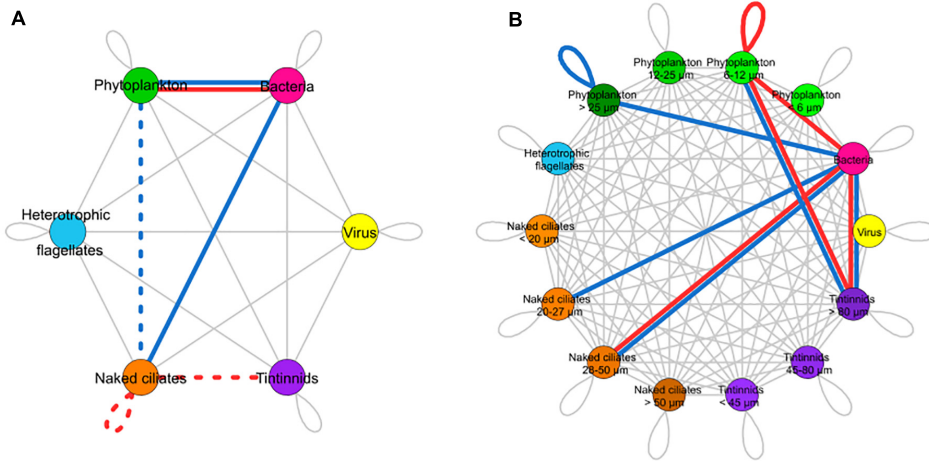 A
Phytoplankton
Bacteria
Heterotrophic
flagellates
Virus
Naked ciliates
Tintinnids
B
Phytoplankton
12-25 µm
Phytoplankton
6-12 µm
Phytoplankton
> 25 µm
Phytoplankton
< 6 µm
Heterotrophic
flagellates
Bacteria
Naked ciliates
< 20 µm
Virus
Naked ciliates
20-27 µm
Tintinnids
> 80 µm
Naked ciliates
28-50 µm
Tintinnids
45-80 µm
Naked ciliates
> 50 µm
Tintinnids
< 45 µm